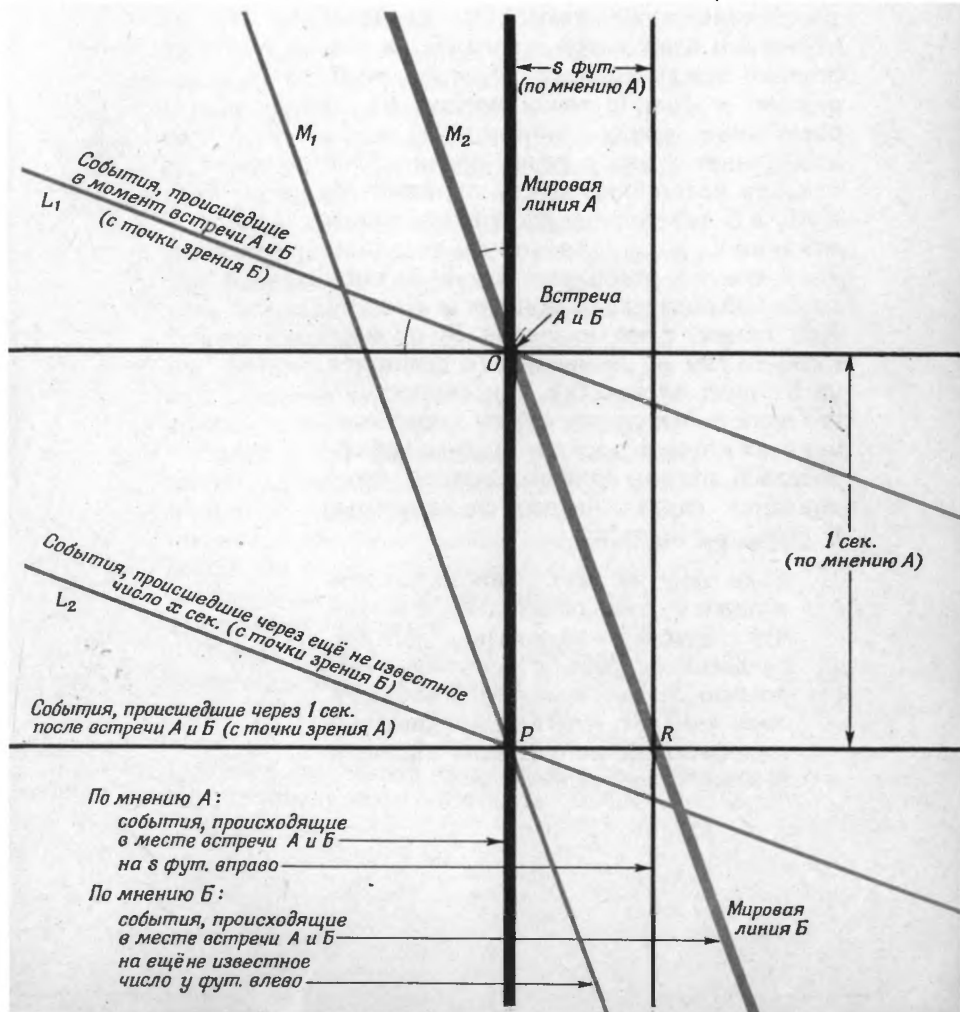 s фут.
(по мнению А)
M₁
M₂
События, происшедшие
в момент встречи А и Б
L₁
(с точки зрения Б)
Мировая
линия А
Встреча
А и Б
O
1 сек.
(по мнению А)
События, происшедшие через ещё не известное
число x сек. (с точки
зрения Б)
L₂
События, происшедшие через 1 сек.
после встречи А и Б (с точки зрения А)
P
R
По мнению А:
события, происходящие
в месте встречи А и Б
на s фут. вправо
По мнению Б:
события, происходящие
в месте встречи А и Б
на ещё не известное
число y фут. влево
Мировая
линия Б